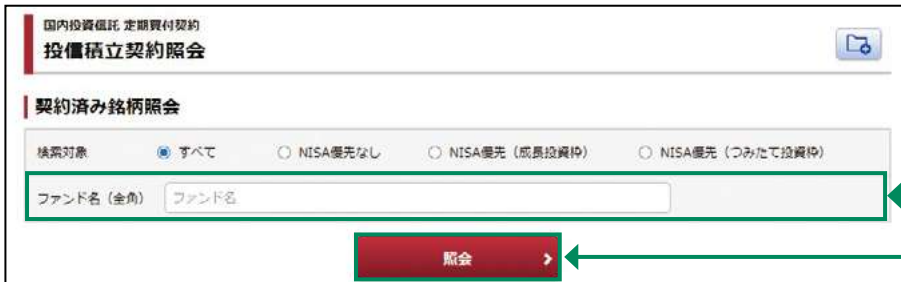 国内投資信託 定期買付契約
投信積立契約照会
契約済み銘柄照会
検索対象 すべて NISA優先なし NISA優先（成長投資枠） NISA優先（つみたて投資枠）
ファンド名（全角） ファンド名
照会